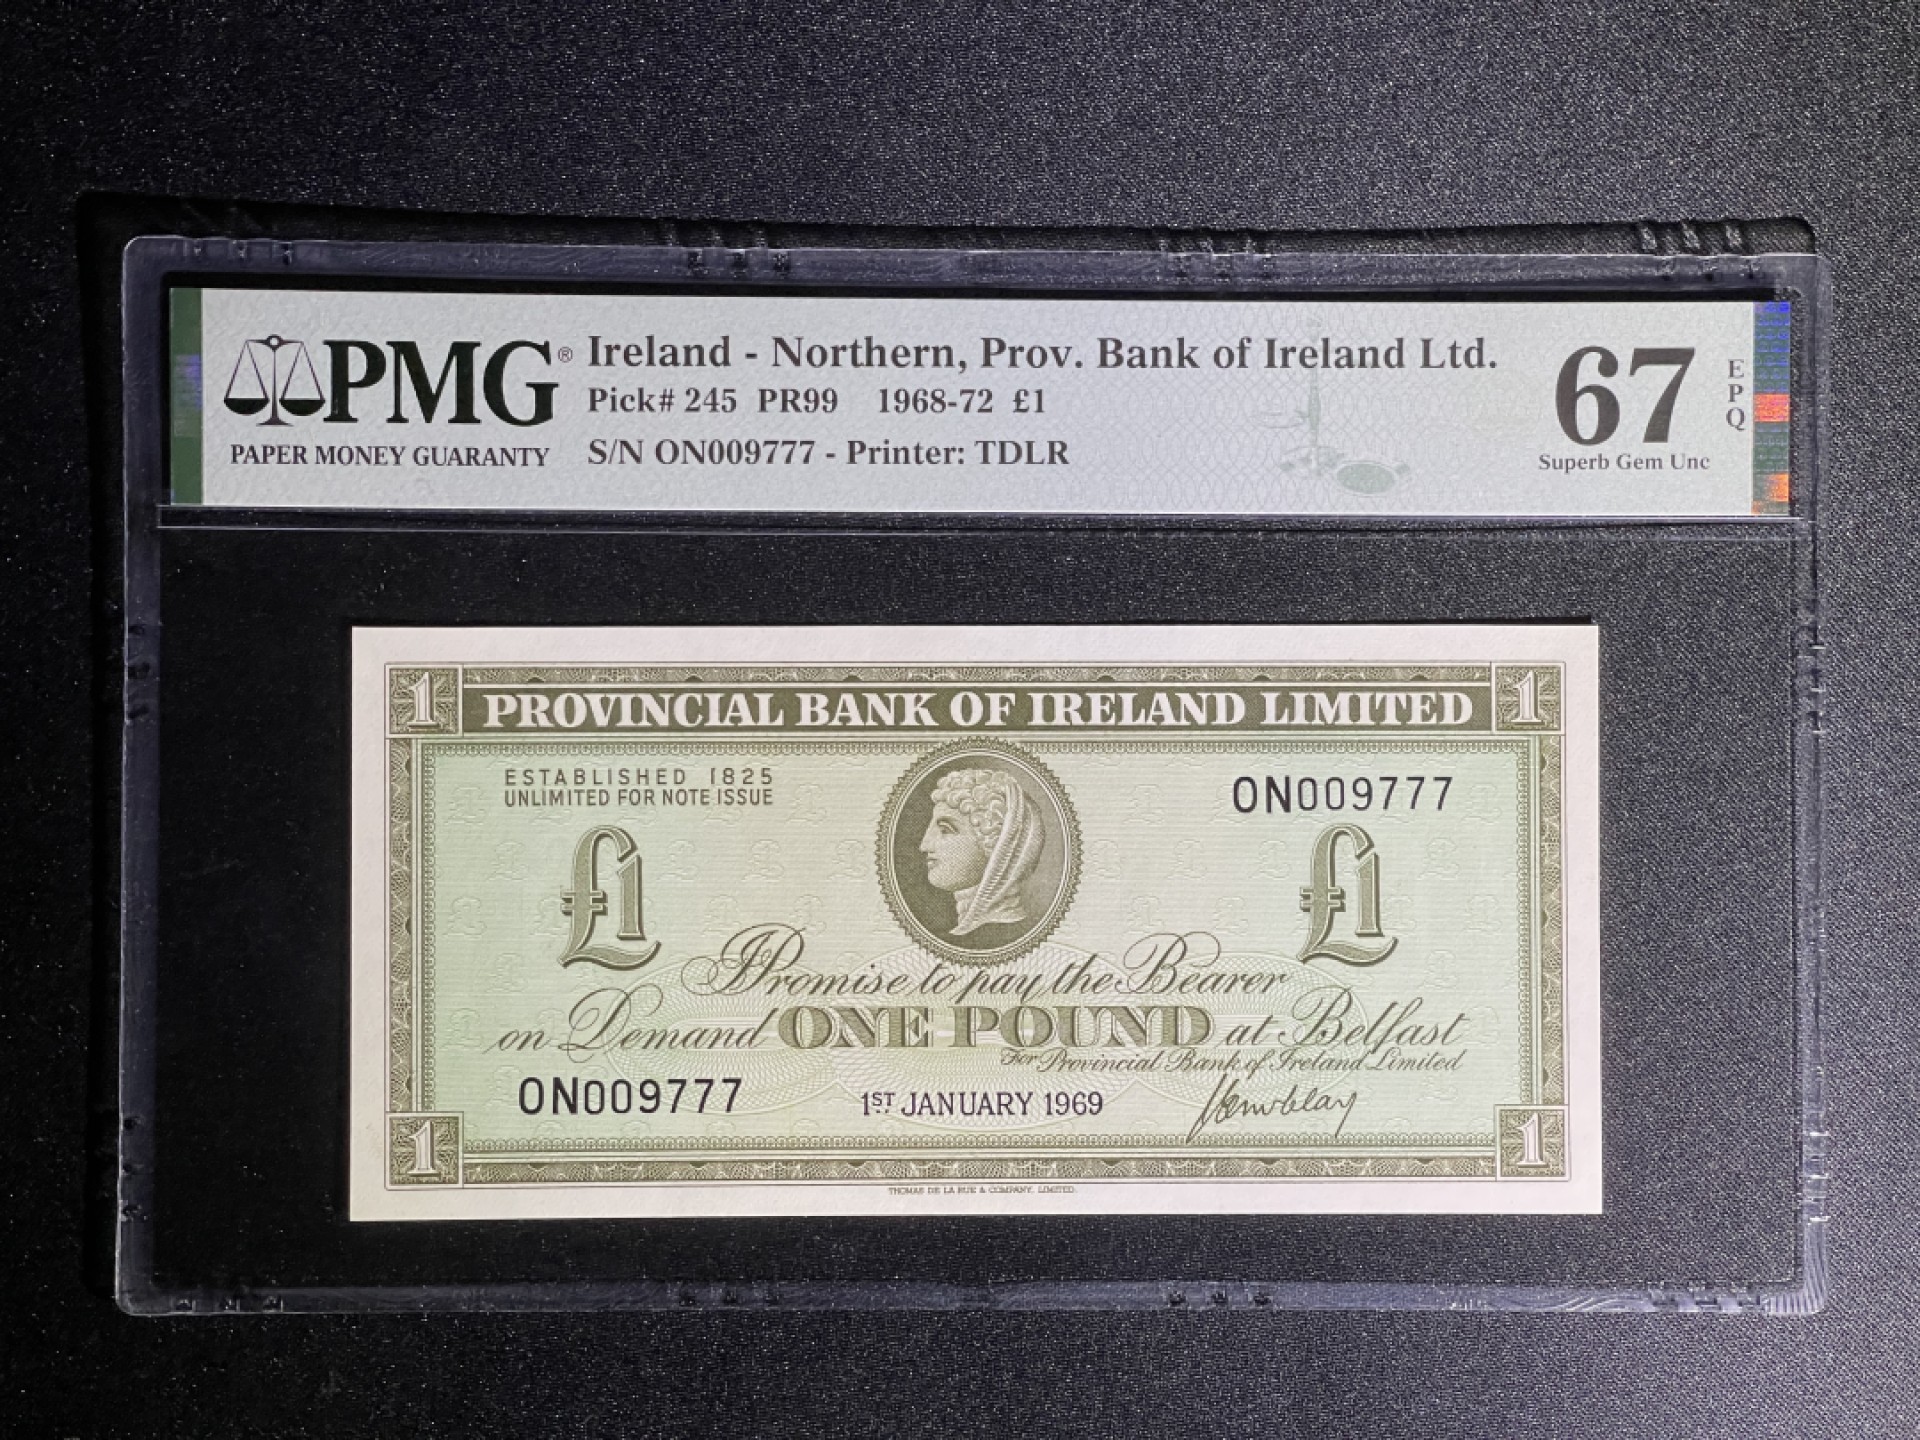 PMG®
PAPER MONEY GUARANTY
Ireland - Northern, Prov. Bank of Ireland Ltd.
Pick# 245 PR99 1968-72 £1
S/N ON009777 - Printer: TDLR
67
EPQ
Superb Gem Unc
1 PROVINCIAL BANK OF IRELAND LIMITED 1
ESTABLISHED 1825
UNLIMITED FOR NOTE ISSUE
ON009777
£1 £1
I Promise to pay the Bearer
on Demand ONE POUND at Belfast
For Provincial Bank of Ireland Limited
ON009777 1ST JANUARY 1969
1 1
THOMAS DE LA RUE & COMPANY, LIMITED.